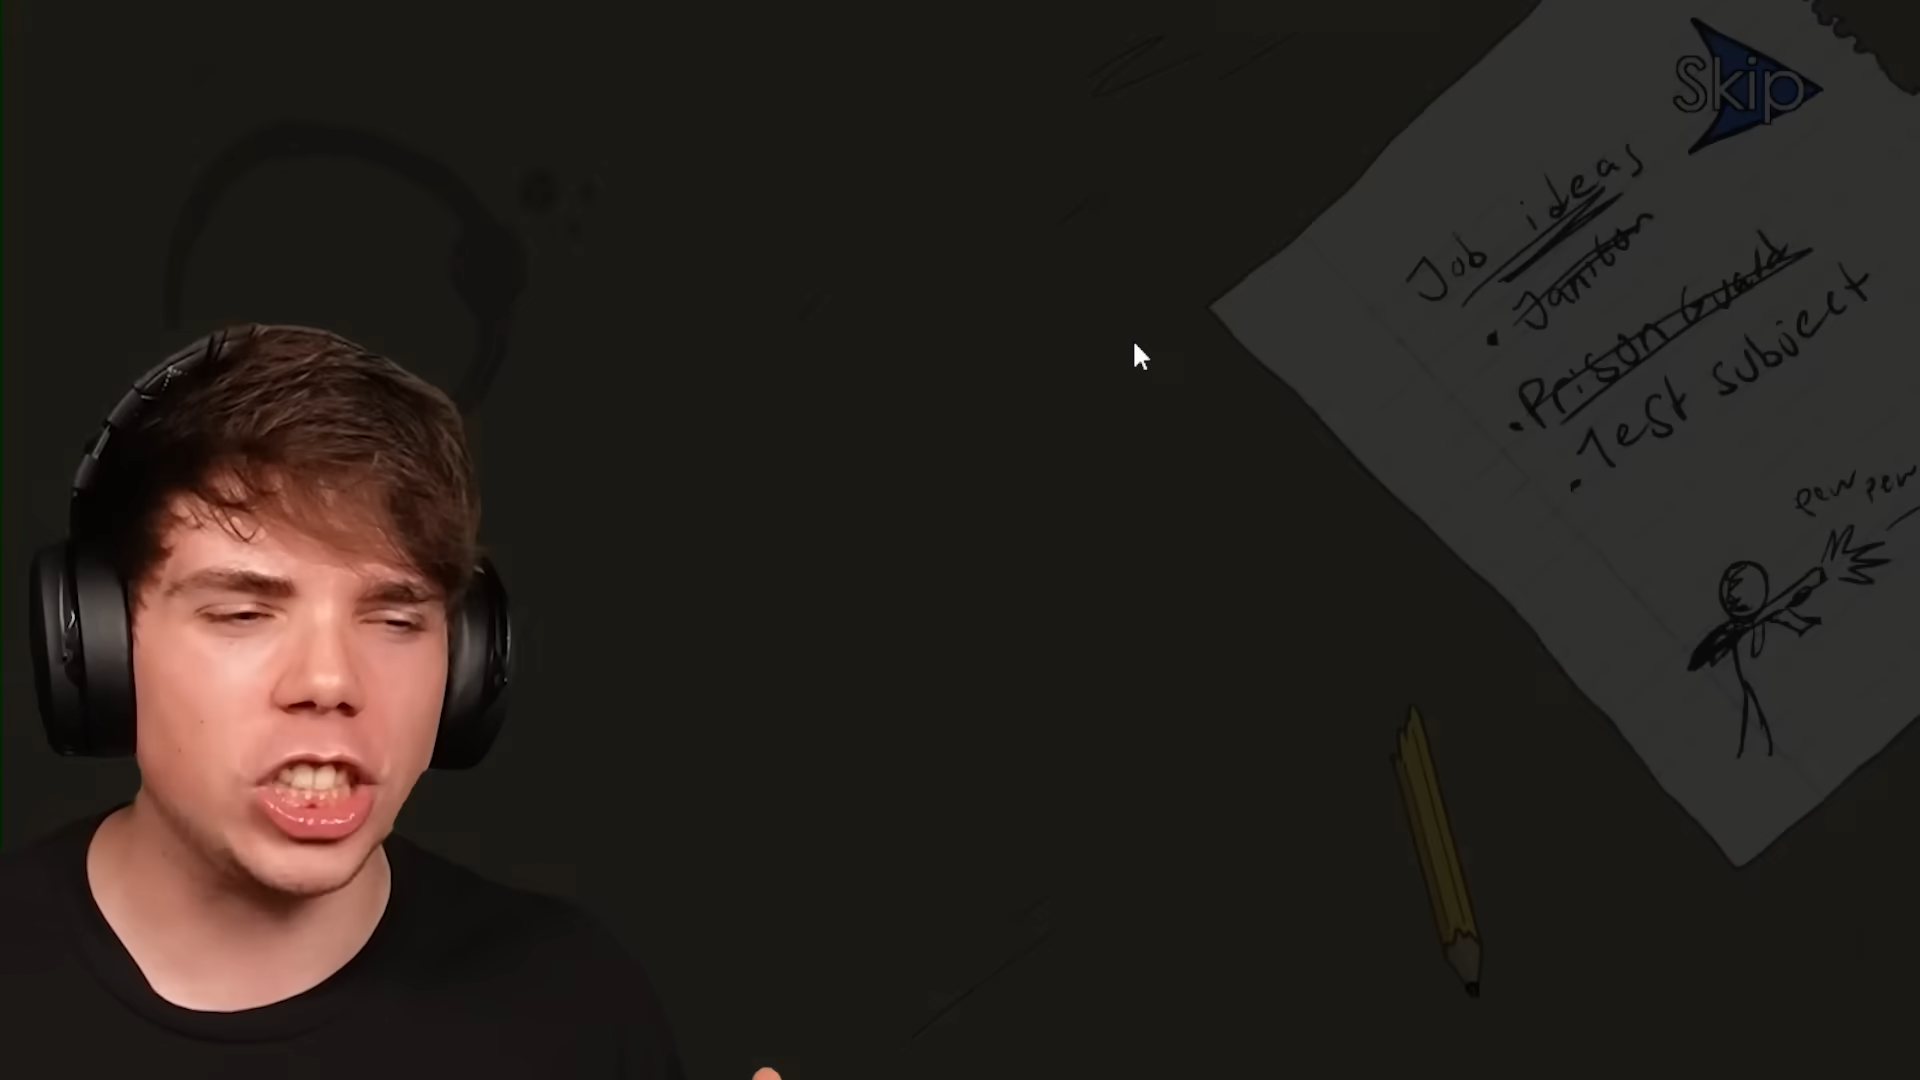 Skip
Job ideas
• Janitor
• Prison Guard
• Test subject
pew pew